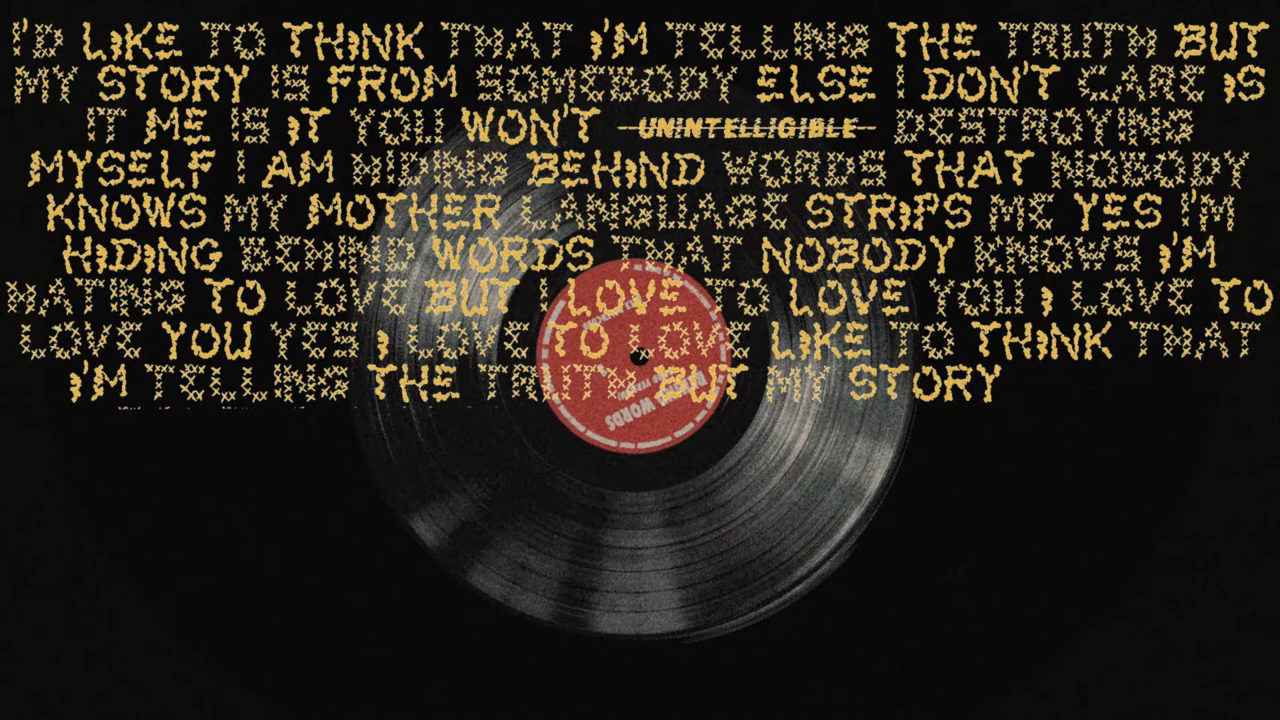 I'D LIKE TO THINK THAT I'M TELLING THE TRUTH BUT
MY STORY IS FROM SOMEBODY ELSE I DON'T CARE IS
IT ME IS IT YOU WON'T UNINTELLIGIBLE DESTROYING
MYSELF I AM HIDING BEHIND WORDS THAT NOBODY
KNOWS MY MOTHER LANGUAGE STRIPS ME YES I'M
HIDING BEHIND WORDS THAT NOBODY KNOWS I'M
HATING TO LOVE BUT I LOVE TO LOVE YOU I LOVE TO
LOVE YOU YES I LOVE TO LOVE LIKE TO THINK THAT
I'M TELLING THE TRUTH BUT MY STORY
WORDS